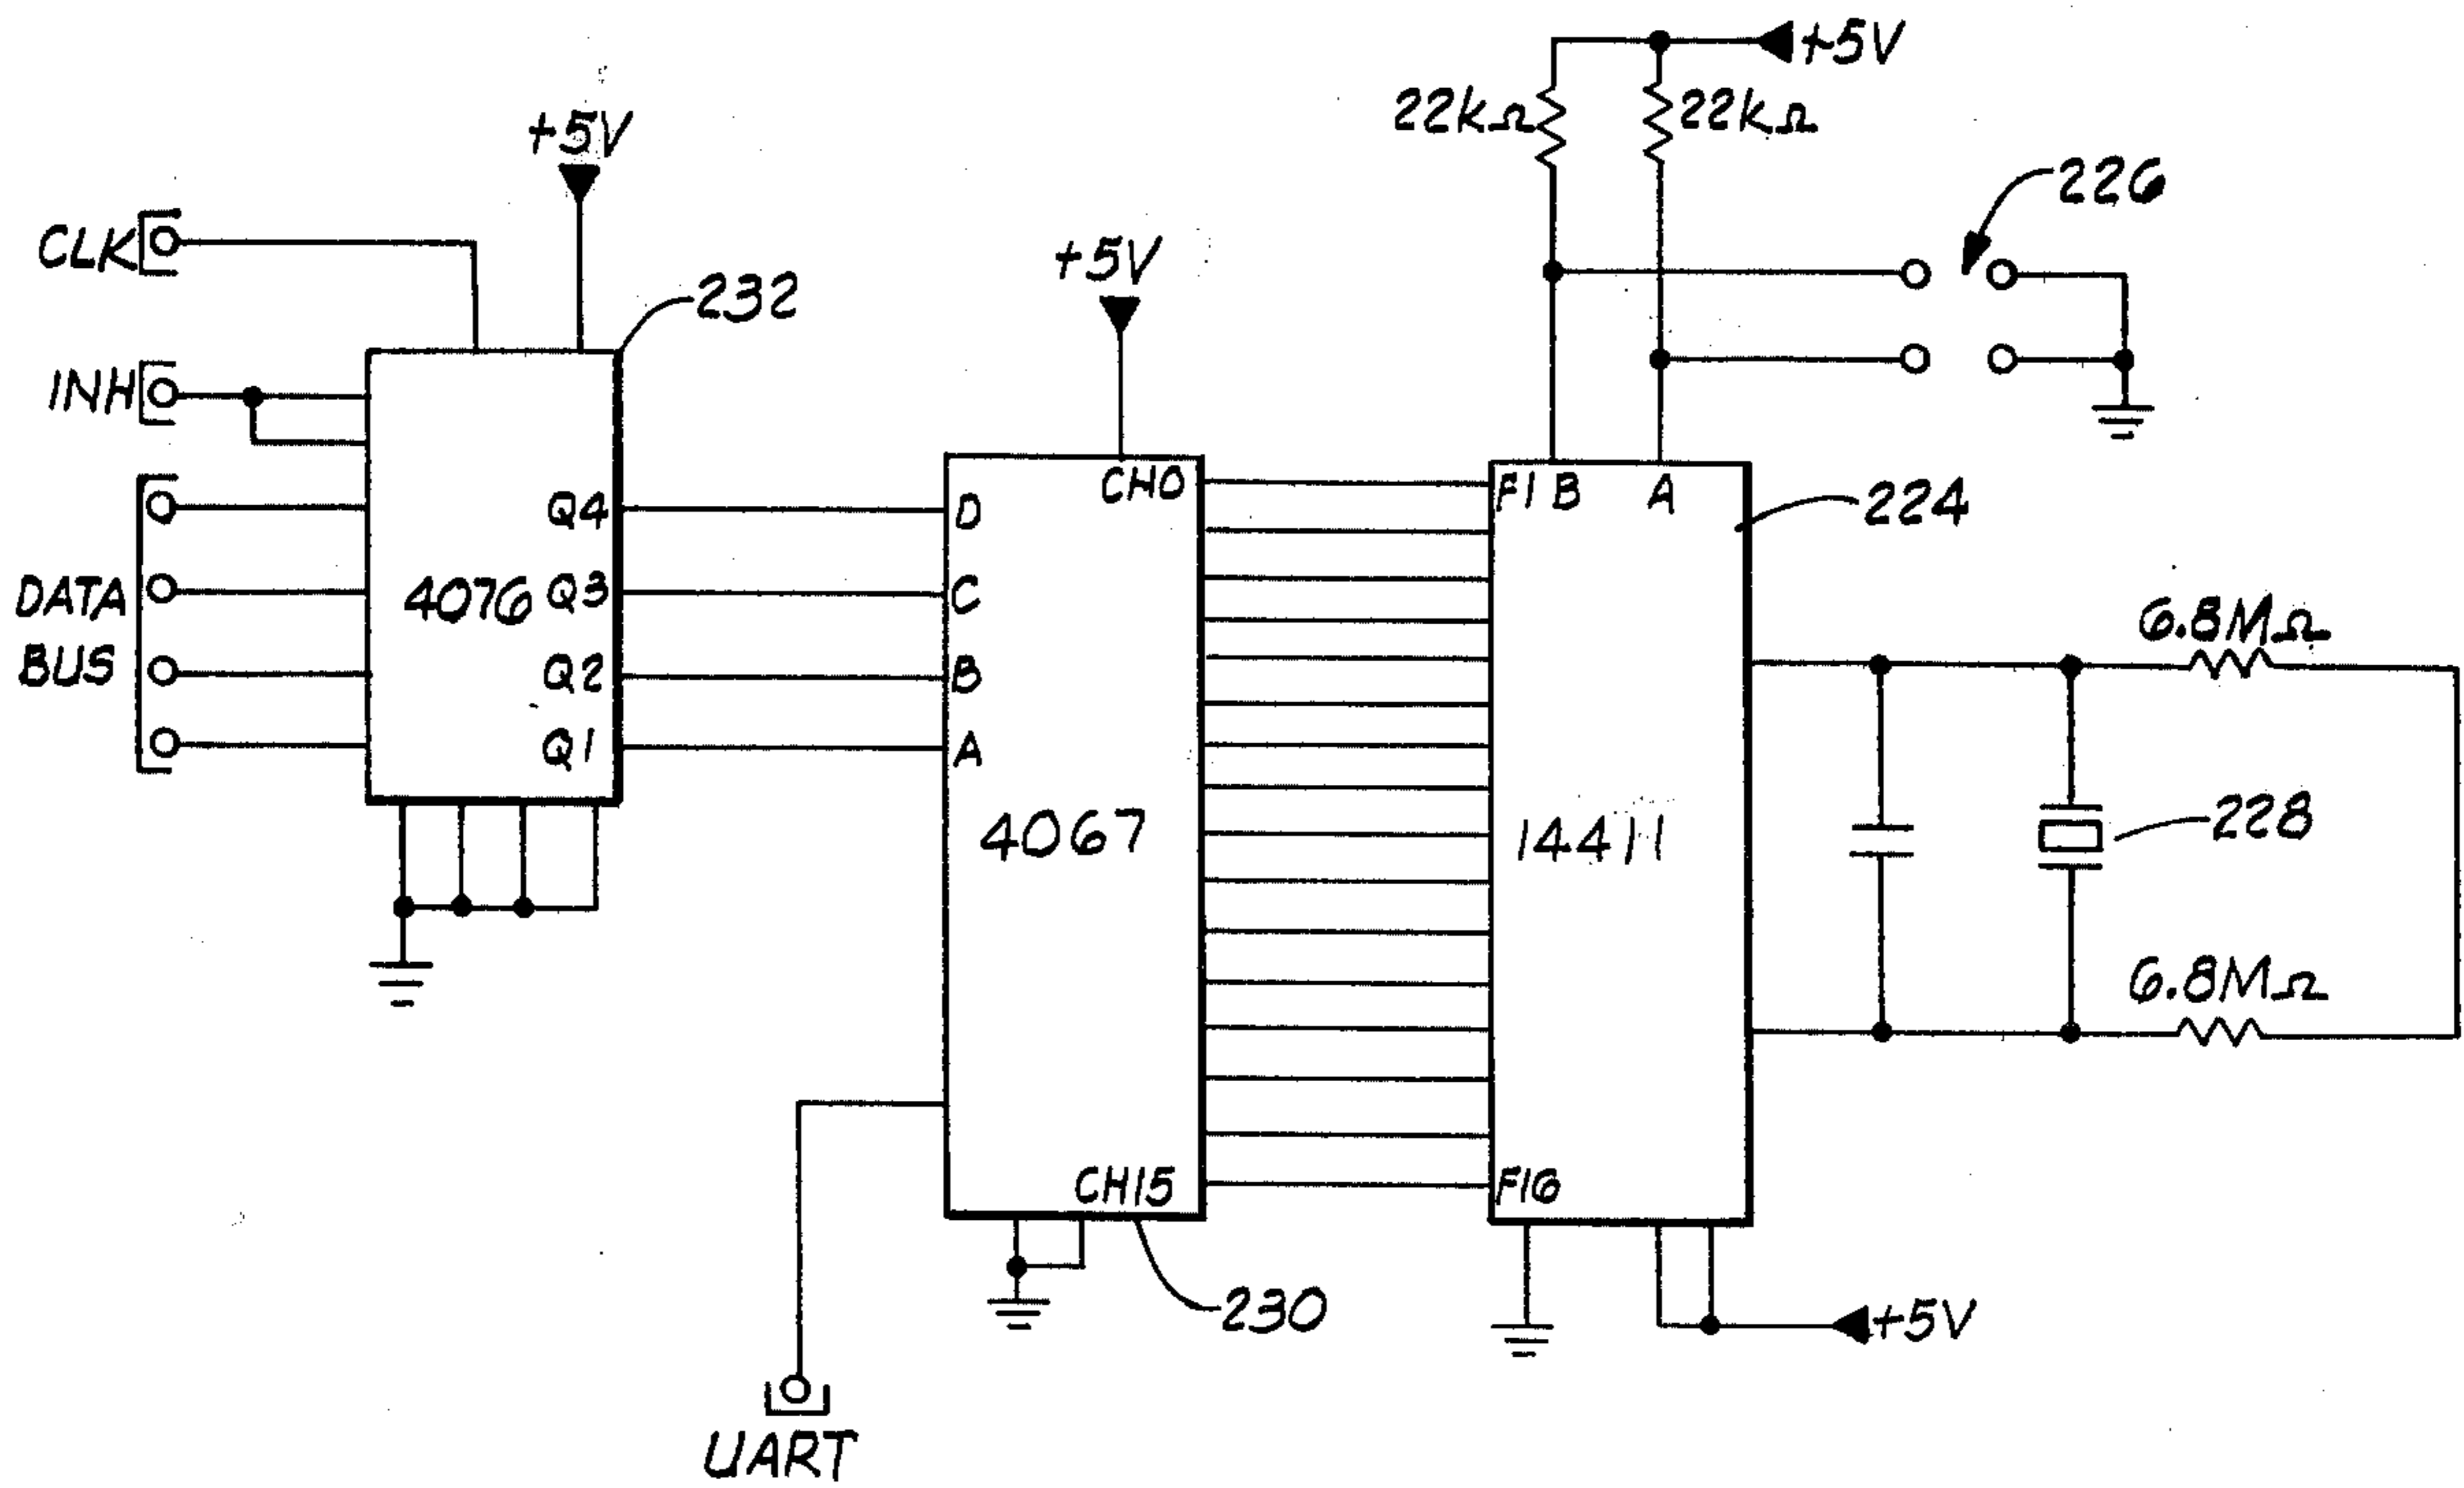 +5V
22kΩ
22kΩ
226
+5V
CLK
232
+5V
INH
CH0
F1
B
A
224
Q4
D
DATA
BUS
4076
Q3
C
6.8MΩ
Q2
B
Q1
A
4067
14411
228
6.8MΩ
CH15
F16
230
+5V
UART